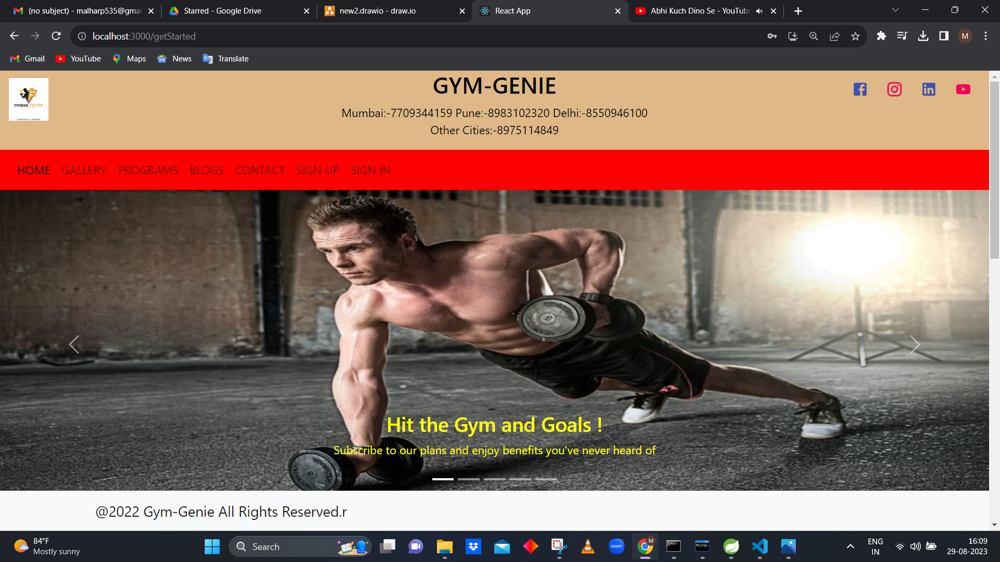 (no subject) - malharp535@gmai
Starred - Google Drive
new2.drawio - draw.io
React App
Abhi Kuch Dino Se - YouTube
localhost:3000/getStarted
M
Gmail
YouTube
Maps
News
Translate
FITNESS CENTER
GYM-GENIE
Mumbai:-7709344159 Pune:-8983102320 Delhi:-8550946100
Other Cities:-8975114849
HOME
GALLERY
PROGRAMS
BLOGS
CONTACT
SIGN UP
SIGN IN
Hit the Gym and Goals !
Subscribe to our plans and enjoy benefits you've never heard of
@2022 Gym-Genie All Rights Reserved.r
84°F
Mostly sunny
Search
zoom
M
MySQL
ENG
IN
16:09
29-08-2023